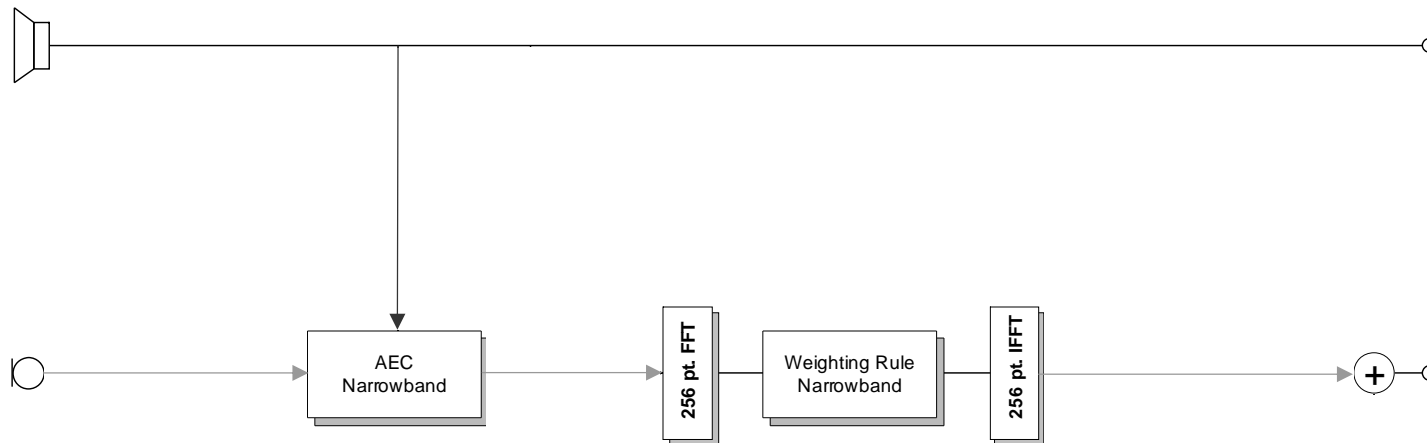 AEC
Narrowband
256 pt. FFT
Weighting Rule
Narrowband
256 pt. IFFT
+